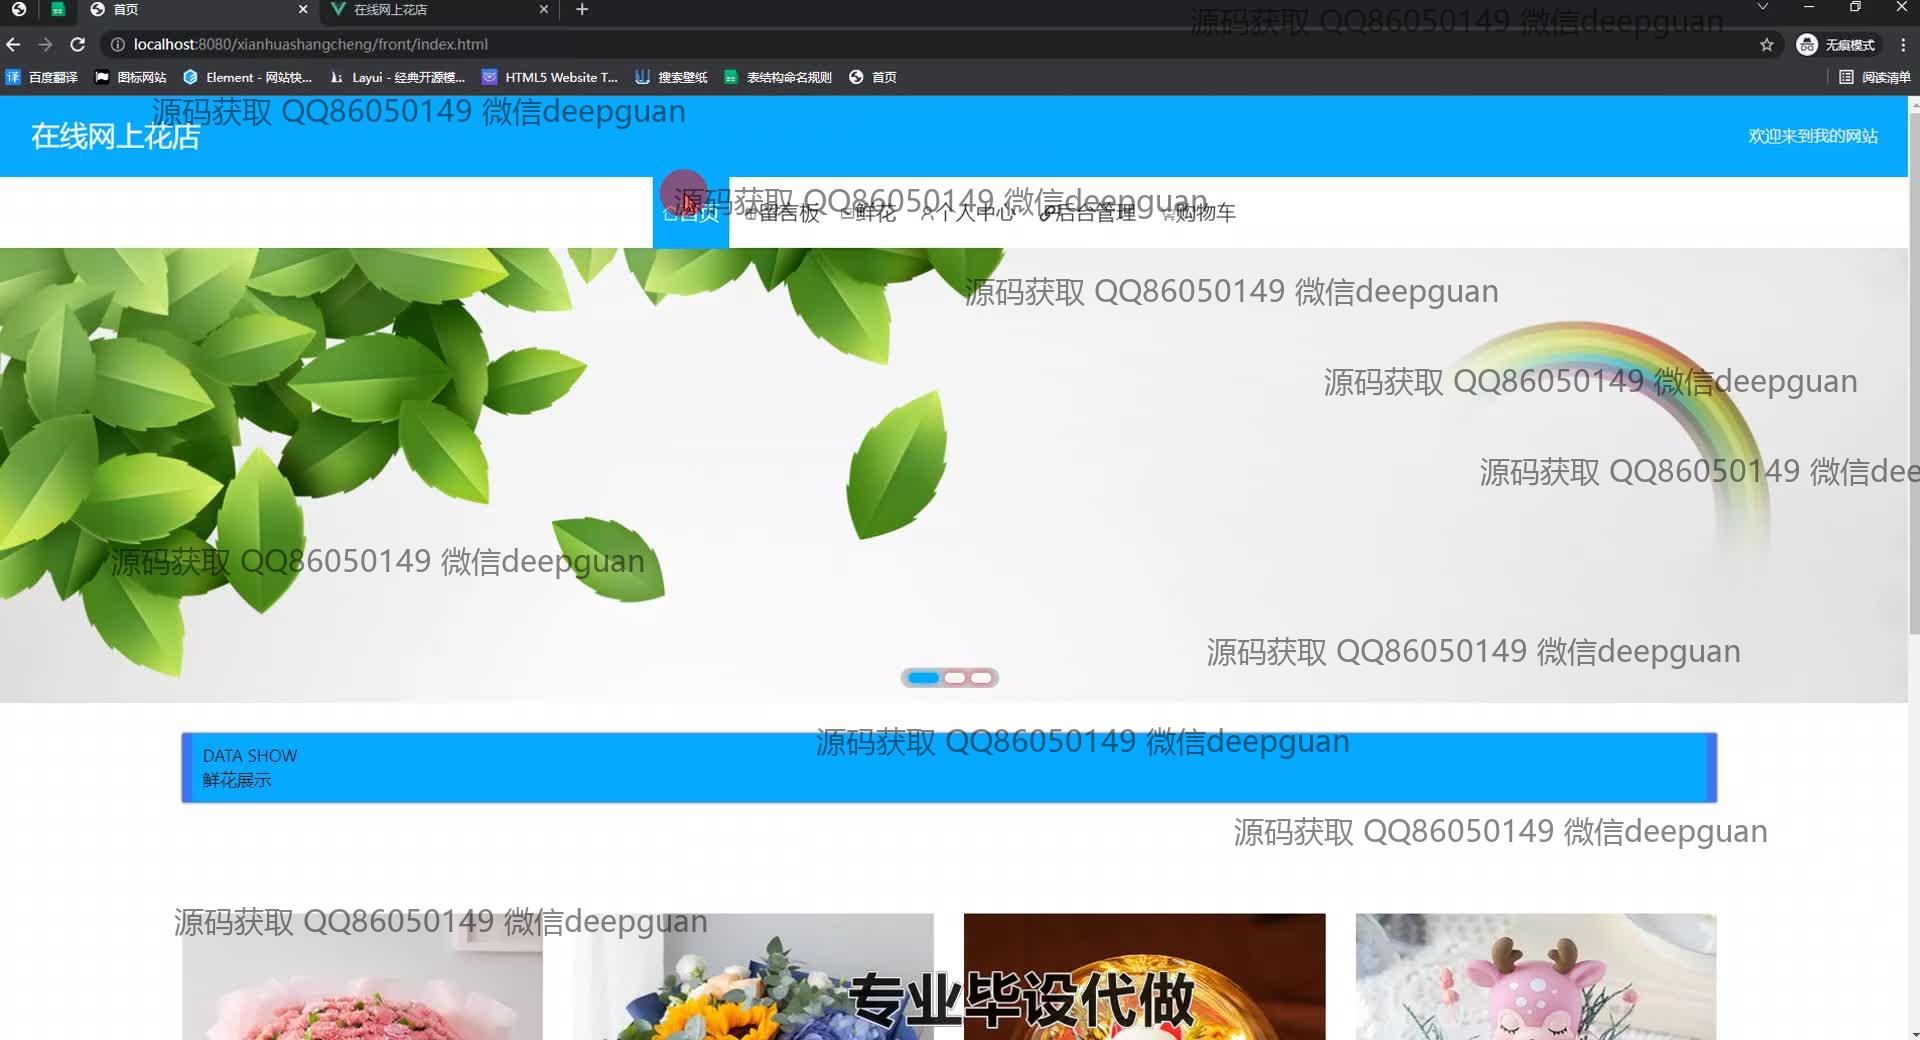 首页
在线网上花店
源码获取 QQ86050149 微信deepguan
localhost:8080/xianhuashangcheng/front/index.html
无痕模式
百度翻译
图标网站
Element - 网站快...
Layui - 经典开源模...
HTML5 Website T...
搜索壁纸
表结构命名规则
首页
阅读清单
源码获取 QQ86050149 微信deepguan
在线网上花店
欢迎来到我的网站
源码获取 QQ86050149 微信deepguan
首页
留言板
鲜花
个人中心
后台管理
购物车
源码获取 QQ86050149 微信deepguan
源码获取 QQ86050149 微信deepguan
源码获取 QQ86050149 微信dee
源码获取 QQ86050149 微信deepguan
源码获取 QQ86050149 微信deepguan
源码获取 QQ86050149 微信deepguan
DATA SHOW
鲜花展示
源码获取 QQ86050149 微信deepguan
源码获取 QQ86050149 微信deepguan
专业毕设代做